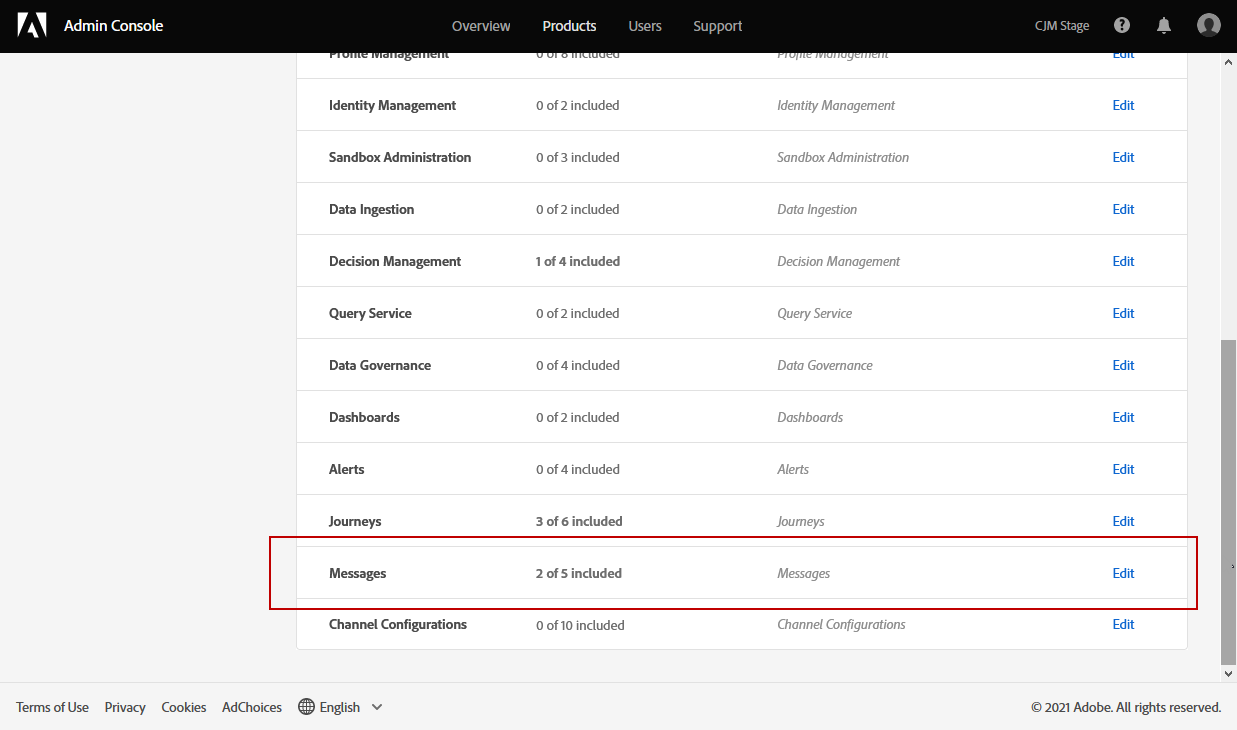 Admin Console Overview Products Users Support CJM Stage
Profile Management 0 of 8 included Profile Management Edit
Identity Management 0 of 2 included Identity Management Edit
Sandbox Administration 0 of 3 included Sandbox Administration Edit
Data Ingestion 0 of 2 included Data Ingestion Edit
Decision Management 1 of 4 included Decision Management Edit
Query Service 0 of 2 included Query Service Edit
Data Governance 0 of 4 included Data Governance Edit
Dashboards 0 of 2 included Dashboards Edit
Alerts 0 of 4 included Alerts Edit
Journeys 3 of 6 included Journeys Edit
Messages 2 of 5 included Messages Edit
Channel Configurations 0 of 10 included Channel Configurations Edit
Terms of Use Privacy Cookies AdChoices English © 2021 Adobe. All rights reserved.